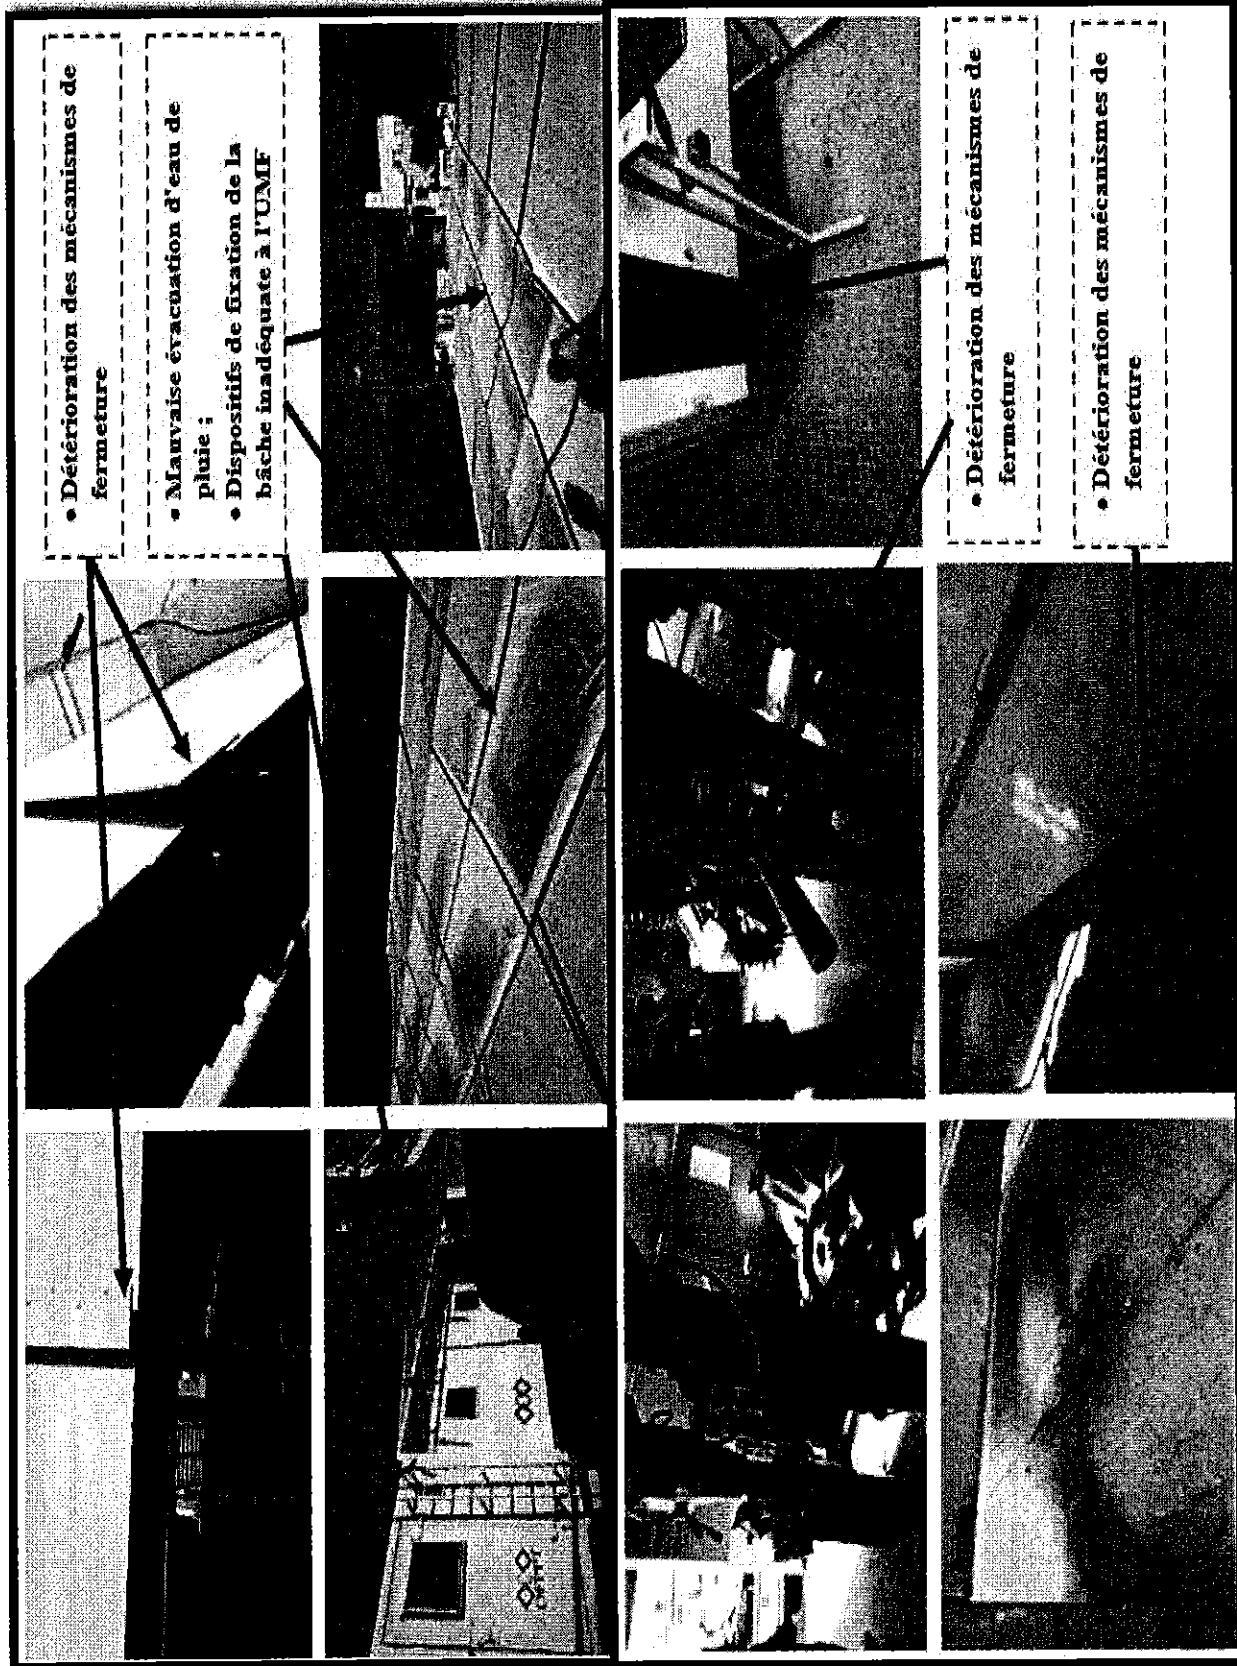 • Détérioration des mécanismes de
fermeture
• Mauvaise évacuation d'eau de
pluie ;
• Dispositifs de fixation de la
bâche inadéquate à l'UMF
• Détérioration des mécanismes de
fermeture
• Détérioration des mécanismes de
fermeture